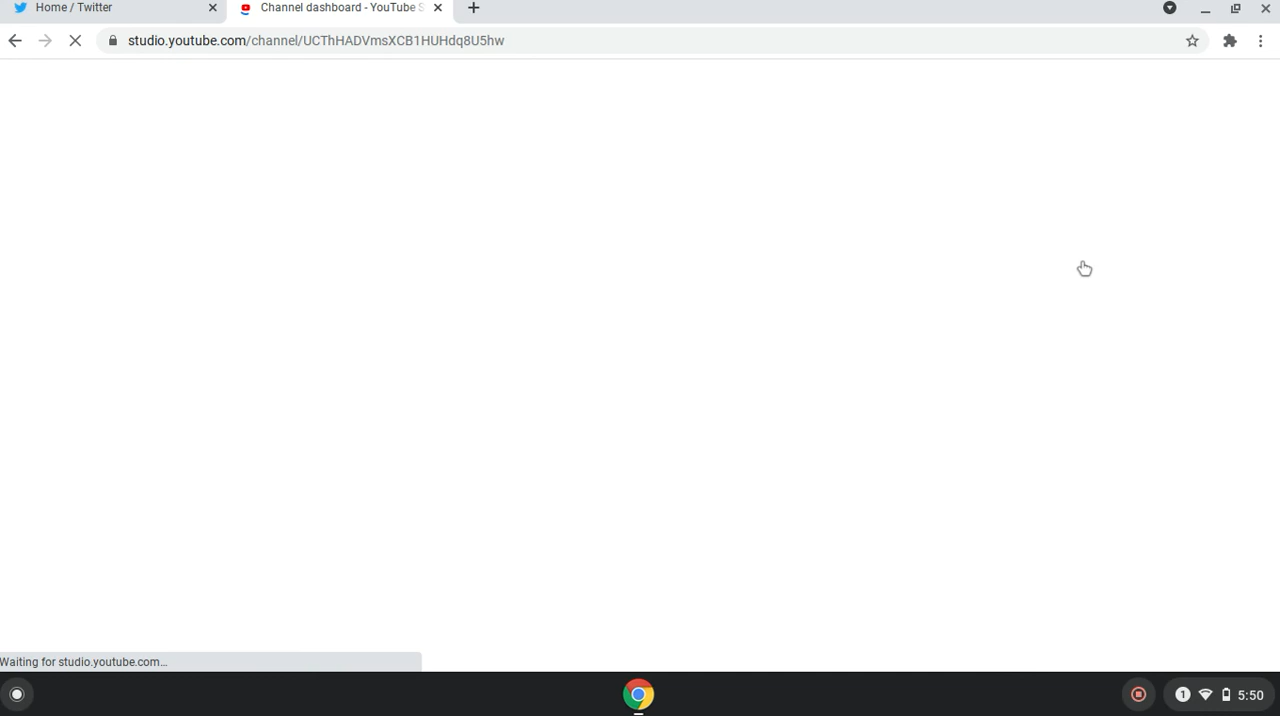 Home / Twitter
Channel dashboard - YouTube S
studio.youtube.com/channel/UCThHADVmsXCB1HUHdq8U5hw
Waiting for studio.youtube.com...
1
5:50